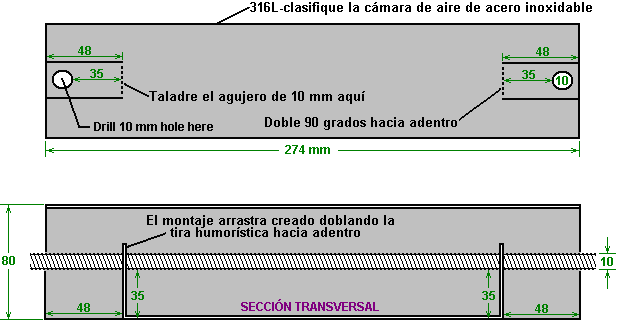 316L-clasifique la cámara de aire de acero inoxidable
48
48
35
35
10
Taladre el agujero de 10 mm aquí
Drill 10 mm hole here
Doble 90 grados hacia adentro
274 mm
El montaje arrastra creado doblando la
tira humorística hacia adentro
80
10
35
35
48
SECCIÓN TRANSVERSAL
48